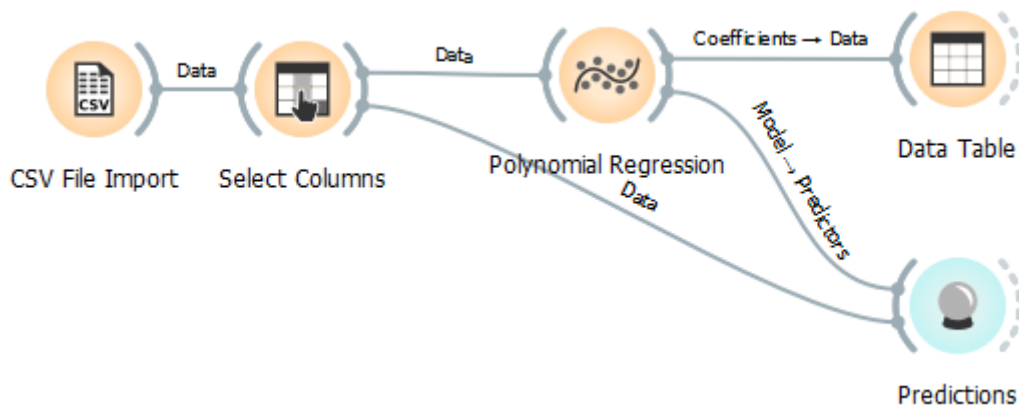 Coefficients → Data
Data
Data
CSV
CSV File Import
Select Columns
Polynomial Regression
Data Table
Model → Predictors
Data
Predictions